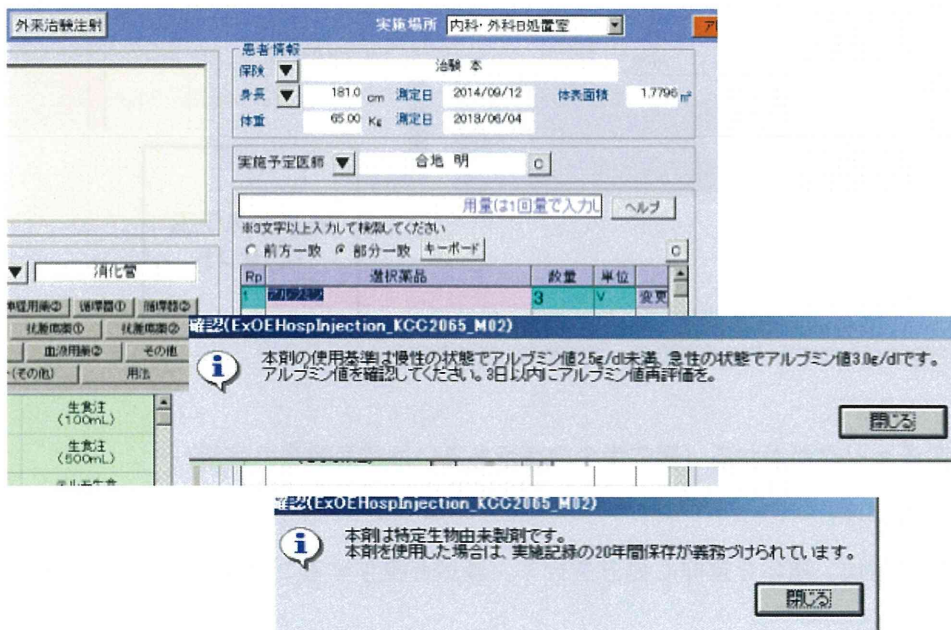 外来治験注射
実施場所 内科・外科B処置室
患者情報
保険 治験 本
身長 181.0 cm 測定日 2014/09/12 体表面積 1.7796 m²
体重 65.00 Kg 測定日 2018/06/04
実施予定医師 合地 明 C
用量は1回量で入力し ヘルプ
※3文字以上入力して検索してください
前方一致 部分一致 キーボード C
消化管
Rp 選択薬品 数量 単位
1 3 V 変更
循環器① 循環器②
抗腫瘍薬① 抗腫瘍薬②
血液用薬② その他
(その他) 用法
確認(ExOEHospInjection_KCC2065_M02)
本剤の使用基準は慢性の状態でアルブミン値2.5g/dl未満、急性の状態でアルブミン値3.0g/dlです。
アルブミン値を確認してください。3日以内にアルブミン値再評価を。
閉じる
生食注
(100mL)
生食注
(500mL)
テルモ生食
確認(ExOEHospInjection_KCC2065_M02)
本剤は特定生物由来製剤です。
本剤を使用した場合は、実施記録の20年間保存が義務づけられています。
閉じる